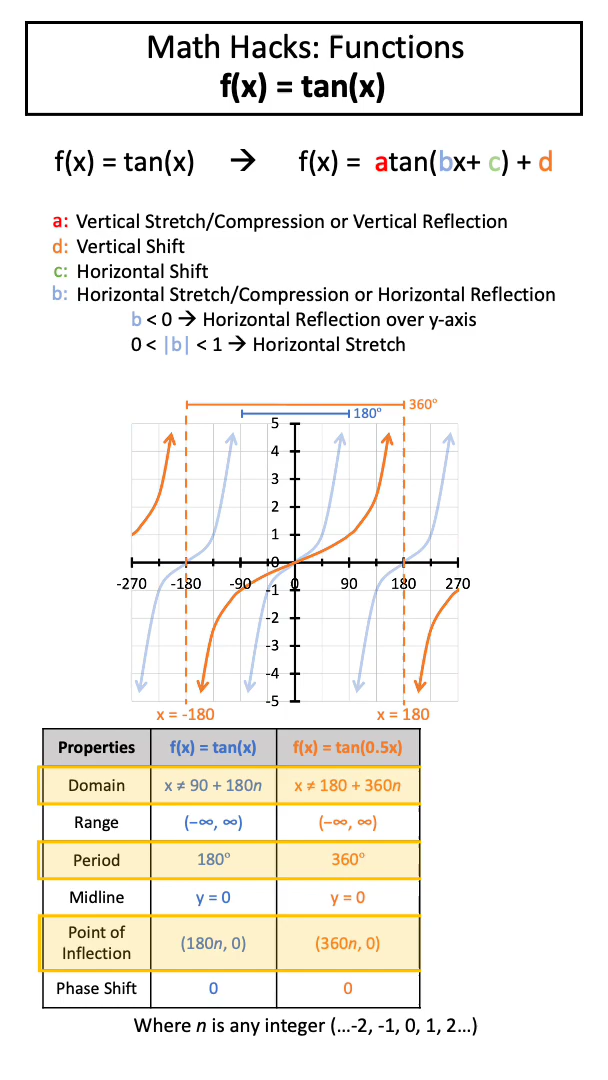 Math Hacks: Functions
f(x) = tan(x)
f(x) = tan(x) → f(x) = atan(bx+ c) + d
a: Vertical Stretch/Compression or Vertical Reflection
d: Vertical Shift
c: Horizontal Shift
b: Horizontal Stretch/Compression or Horizontal Reflection
b < 0 → Horizontal Reflection over y-axis
0 < |b| < 1 → Horizontal Stretch
360°
180°
5
4
3
2
1
0
-270 -180 -90 0 90 180 270
-1
-2
-3
-4
-5
x = -180 x = 180
Properties f(x) = tan(x) f(x) = tan(0.5x)
Domain x ≠ 90 + 180n x ≠ 180 + 360n
Range (−∞, ∞) (−∞, ∞)
Period 180° 360°
Midline y = 0 y = 0
Point of
Inflection (180n, 0) (360n, 0)
Phase Shift 0 0
Where n is any integer (...-2, -1, 0, 1, 2...)